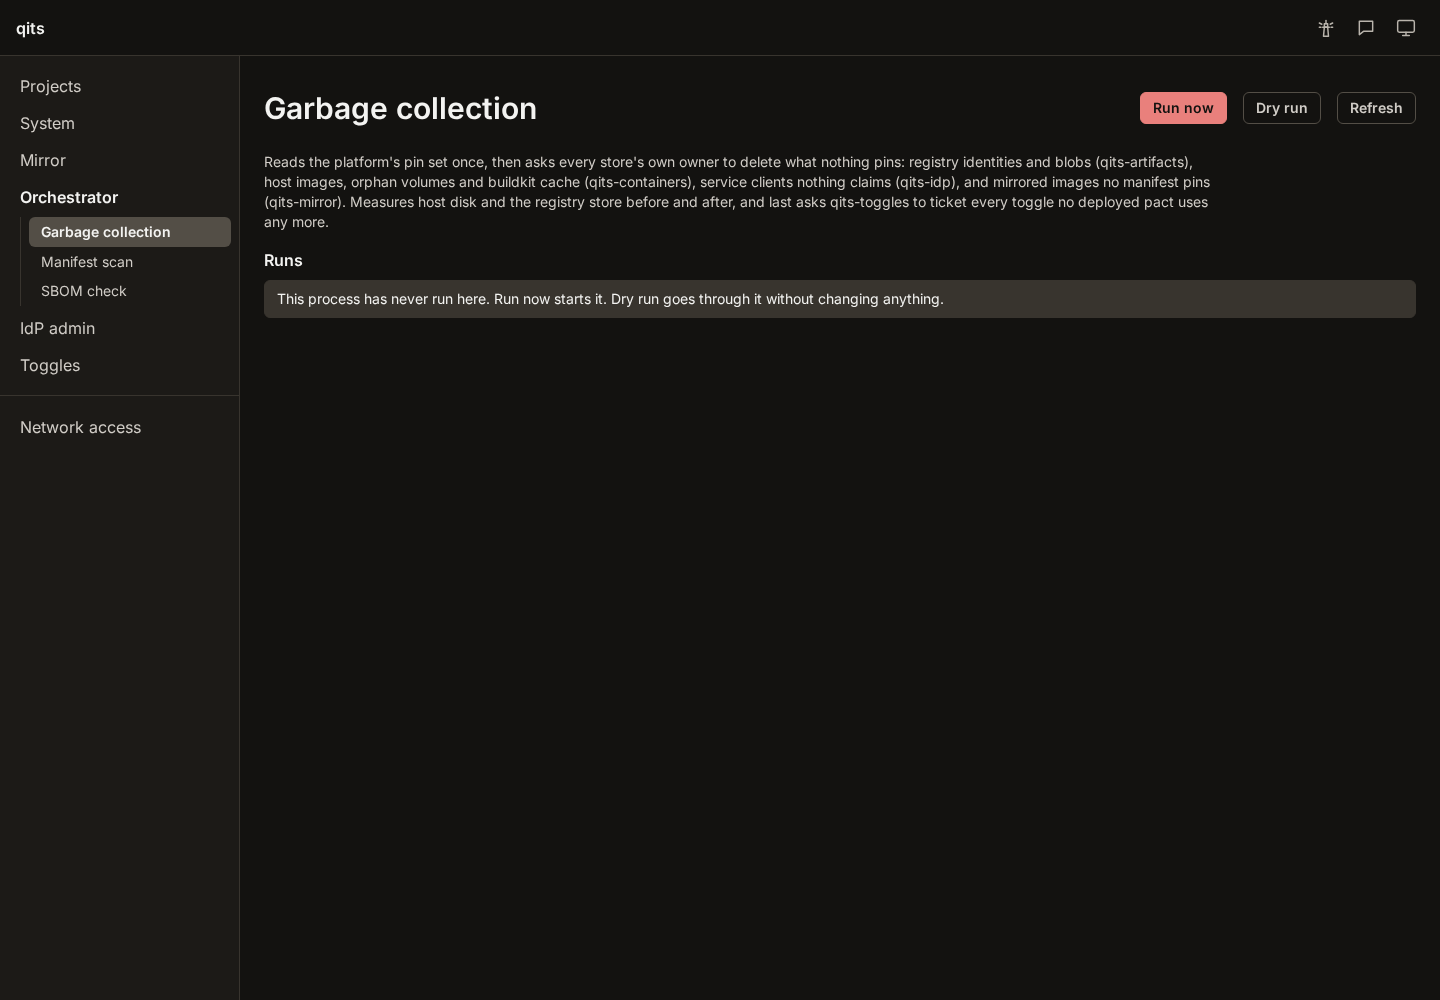 qits
Projects
System
Mirror
Orchestrator
Garbage collection
Manifest scan
SBOM check
IdP admin
Toggles
Network access
Garbage collection
Run now
Dry run
Refresh
Reads the platform's pin set once, then asks every store's own owner to delete what nothing pins: registry identities and blobs (qits-artifacts),
host images, orphan volumes and buildkit cache (qits-containers), service clients nothing claims (qits-idp), and mirrored images no manifest pins
(qits-mirror). Measures host disk and the registry store before and after, and last asks qits-toggles to ticket every toggle no deployed pact uses
any more.
Runs
This process has never run here. Run now starts it. Dry run goes through it without changing anything.